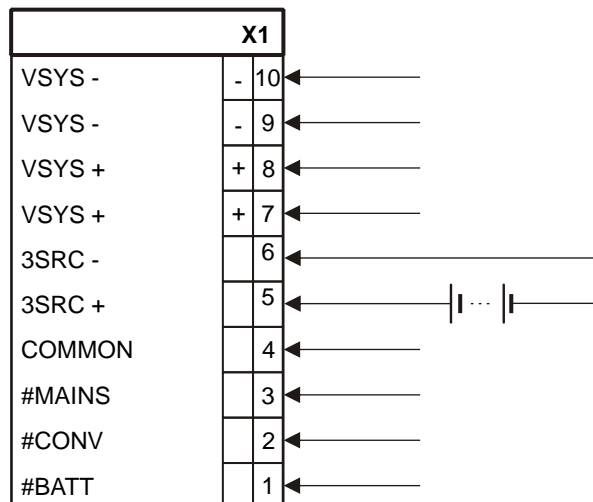 X1
VSYS - - 10
VSYS - - 9
VSYS + + 8
VSYS + + 7
3SRC - 6
3SRC + 5
COMMON 4
#MAINS 3
#CONV 2
#BATT 1